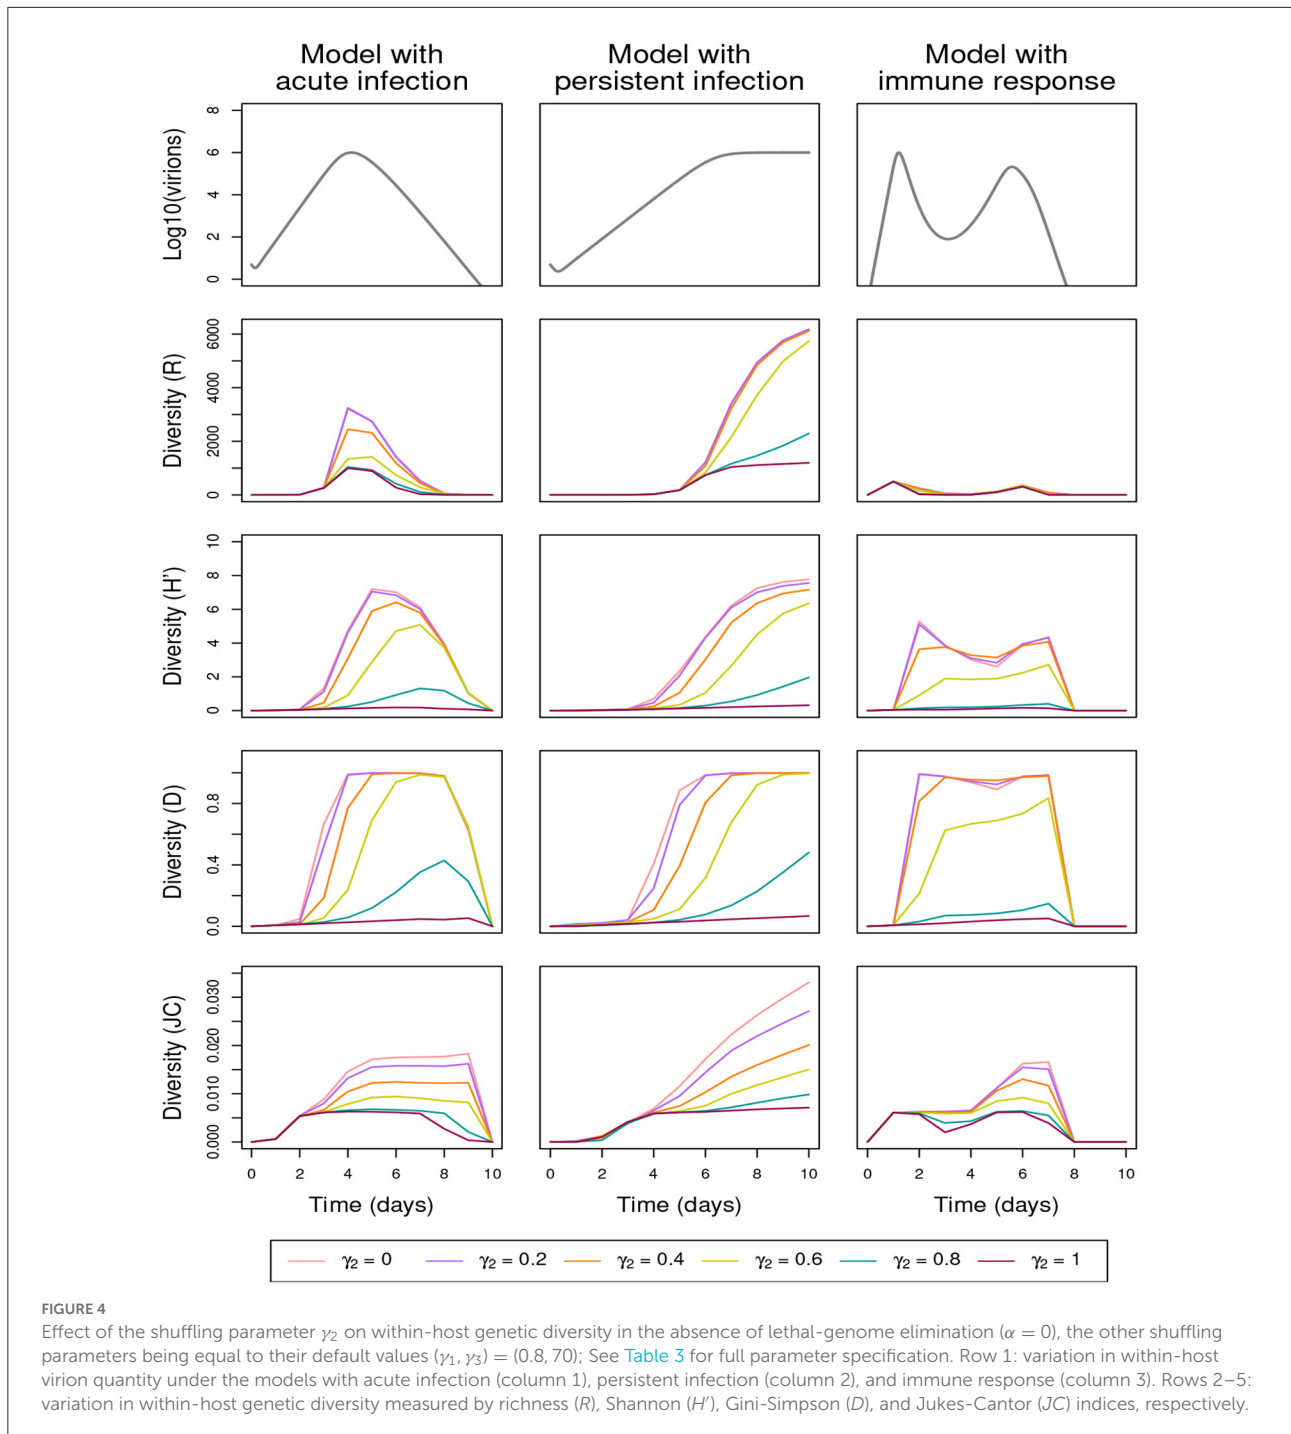 Model with acute infection
Model with persistent infection
Model with immune response
Log10(virions)
0 2 4 6 8
Diversity (R)
0 2000 4000 6000
Diversity (H')
0 2 4 6 8 10
Diversity (D)
0.0 0.4 0.8
Diversity (JC)
0.000 0.010 0.020 0.030
0 2 4 6 8 10
0 2 4 6 8 10
0 2 4 6 8 10
Time (days)
Time (days)
Time (days)
γ₂ = 0 γ₂ = 0.2 γ₂ = 0.4 γ₂ = 0.6 γ₂ = 0.8 γ₂ = 1
FIGURE 4
Effect of the shuffling parameter γ₂ on within-host genetic diversity in the absence of lethal-genome elimination (α = 0), the other shuffling
parameters being equal to their default values (γ₁, γ₃) = (0.8, 70); See Table 3 for full parameter specification. Row 1: variation in within-host
virion quantity under the models with acute infection (column 1), persistent infection (column 2), and immune response (column 3). Rows 2–5:
variation in within-host genetic diversity measured by richness (R), Shannon (H′), Gini-Simpson (D), and Jukes-Cantor (JC) indices, respectively.